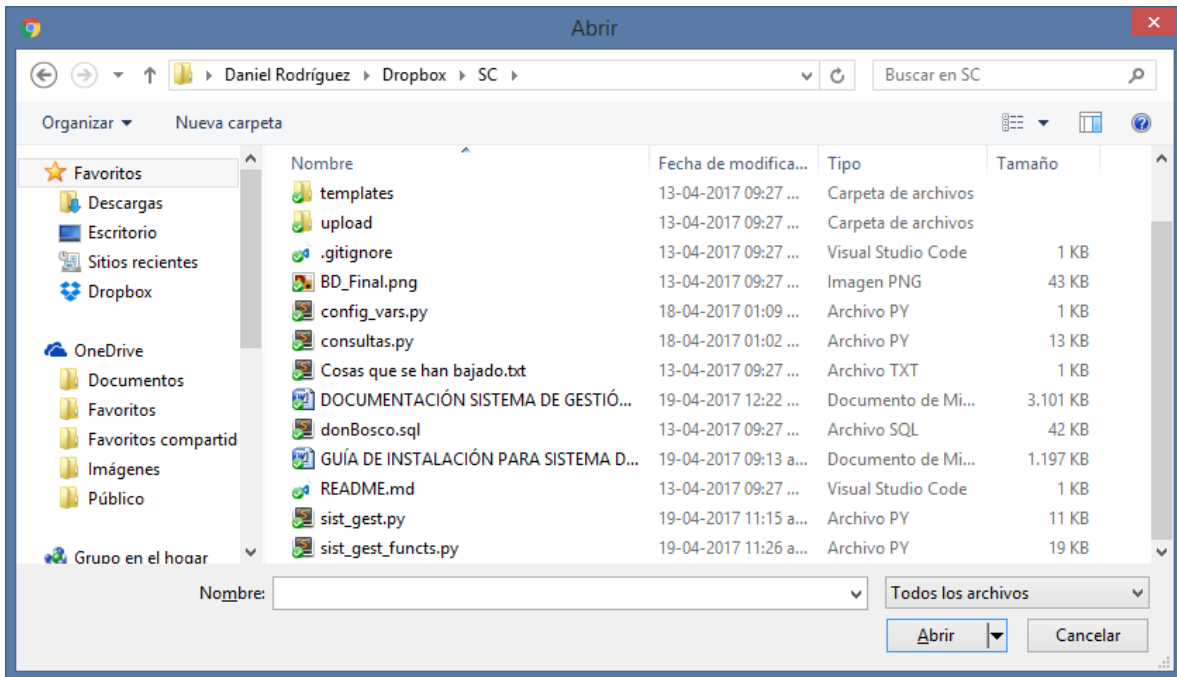 Abrir
Daniel Rodríguez Dropbox SC Buscar en SC
Organizar Nueva carpeta
Favoritos
Descargas
Escritorio
Sitios recientes
Dropbox
OneDrive
Documentos
Favoritos
Favoritos compartid
Imágenes
Público
Grupo en el hogar
Nombre Fecha de modifica... Tipo Tamaño
templates 13-04-2017 09:27 ... Carpeta de archivos
upload 13-04-2017 09:27 ... Carpeta de archivos
.gitignore 13-04-2017 09:27 ... Visual Studio Code 1 KB
BD_Final.png 13-04-2017 09:27 ... Imagen PNG 43 KB
config_vars.py 18-04-2017 01:09 ... Archivo PY 1 KB
consultas.py 18-04-2017 01:02 ... Archivo PY 13 KB
Cosas que se han bajado.txt 13-04-2017 09:27 ... Archivo TXT 1 KB
DOCUMENTACIÓN SISTEMA DE GESTIÓ... 19-04-2017 12:22 ... Documento de Mi... 3.101 KB
donBosco.sql 13-04-2017 09:27 ... Archivo SQL 42 KB
GUÍA DE INSTALACIÓN PARA SISTEMA D... 19-04-2017 09:13 a... Documento de Mi... 1.197 KB
README.md 13-04-2017 09:27 ... Visual Studio Code 1 KB
sist_gest.py 19-04-2017 11:15 a... Archivo PY 11 KB
sist_gest_functs.py 19-04-2017 11:26 a... Archivo PY 19 KB
Nombre: Todos los archivos
Abrir Cancelar